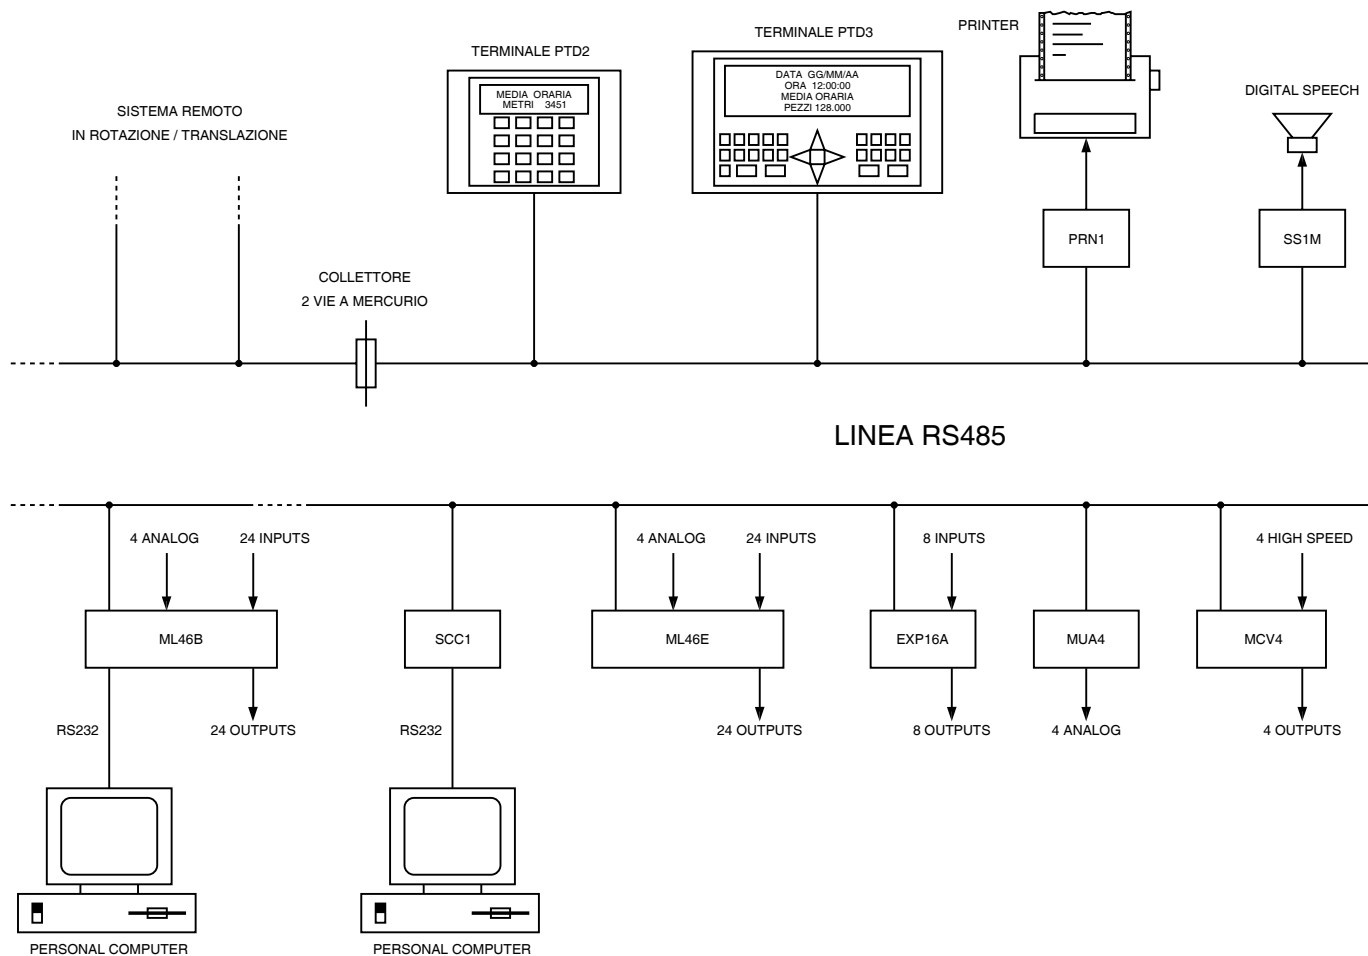 TERMINALE PTD2
TERMINALE PTD3
PRINTER
DIGITAL SPEECH
SISTEMA REMOTO
IN ROTAZIONE / TRANSLAZIONE
MEDIA ORARIA
METRI 3451
DATA GG/MM/AA
ORA 12:00:00
MEDIA ORARIA
PEZZI 128.000
PRN1
SS1M
COLLETTORE
2 VIE A MERCURIO
LINEA RS485
4 ANALOG
24 INPUTS
4 ANALOG
24 INPUTS
8 INPUTS
4 HIGH SPEED
ML46B
SCC1
ML46E
EXP16A
MUA4
MCV4
RS232
24 OUTPUTS
RS232
24 OUTPUTS
8 OUTPUTS
4 ANALOG
4 OUTPUTS
PERSONAL COMPUTER
PERSONAL COMPUTER